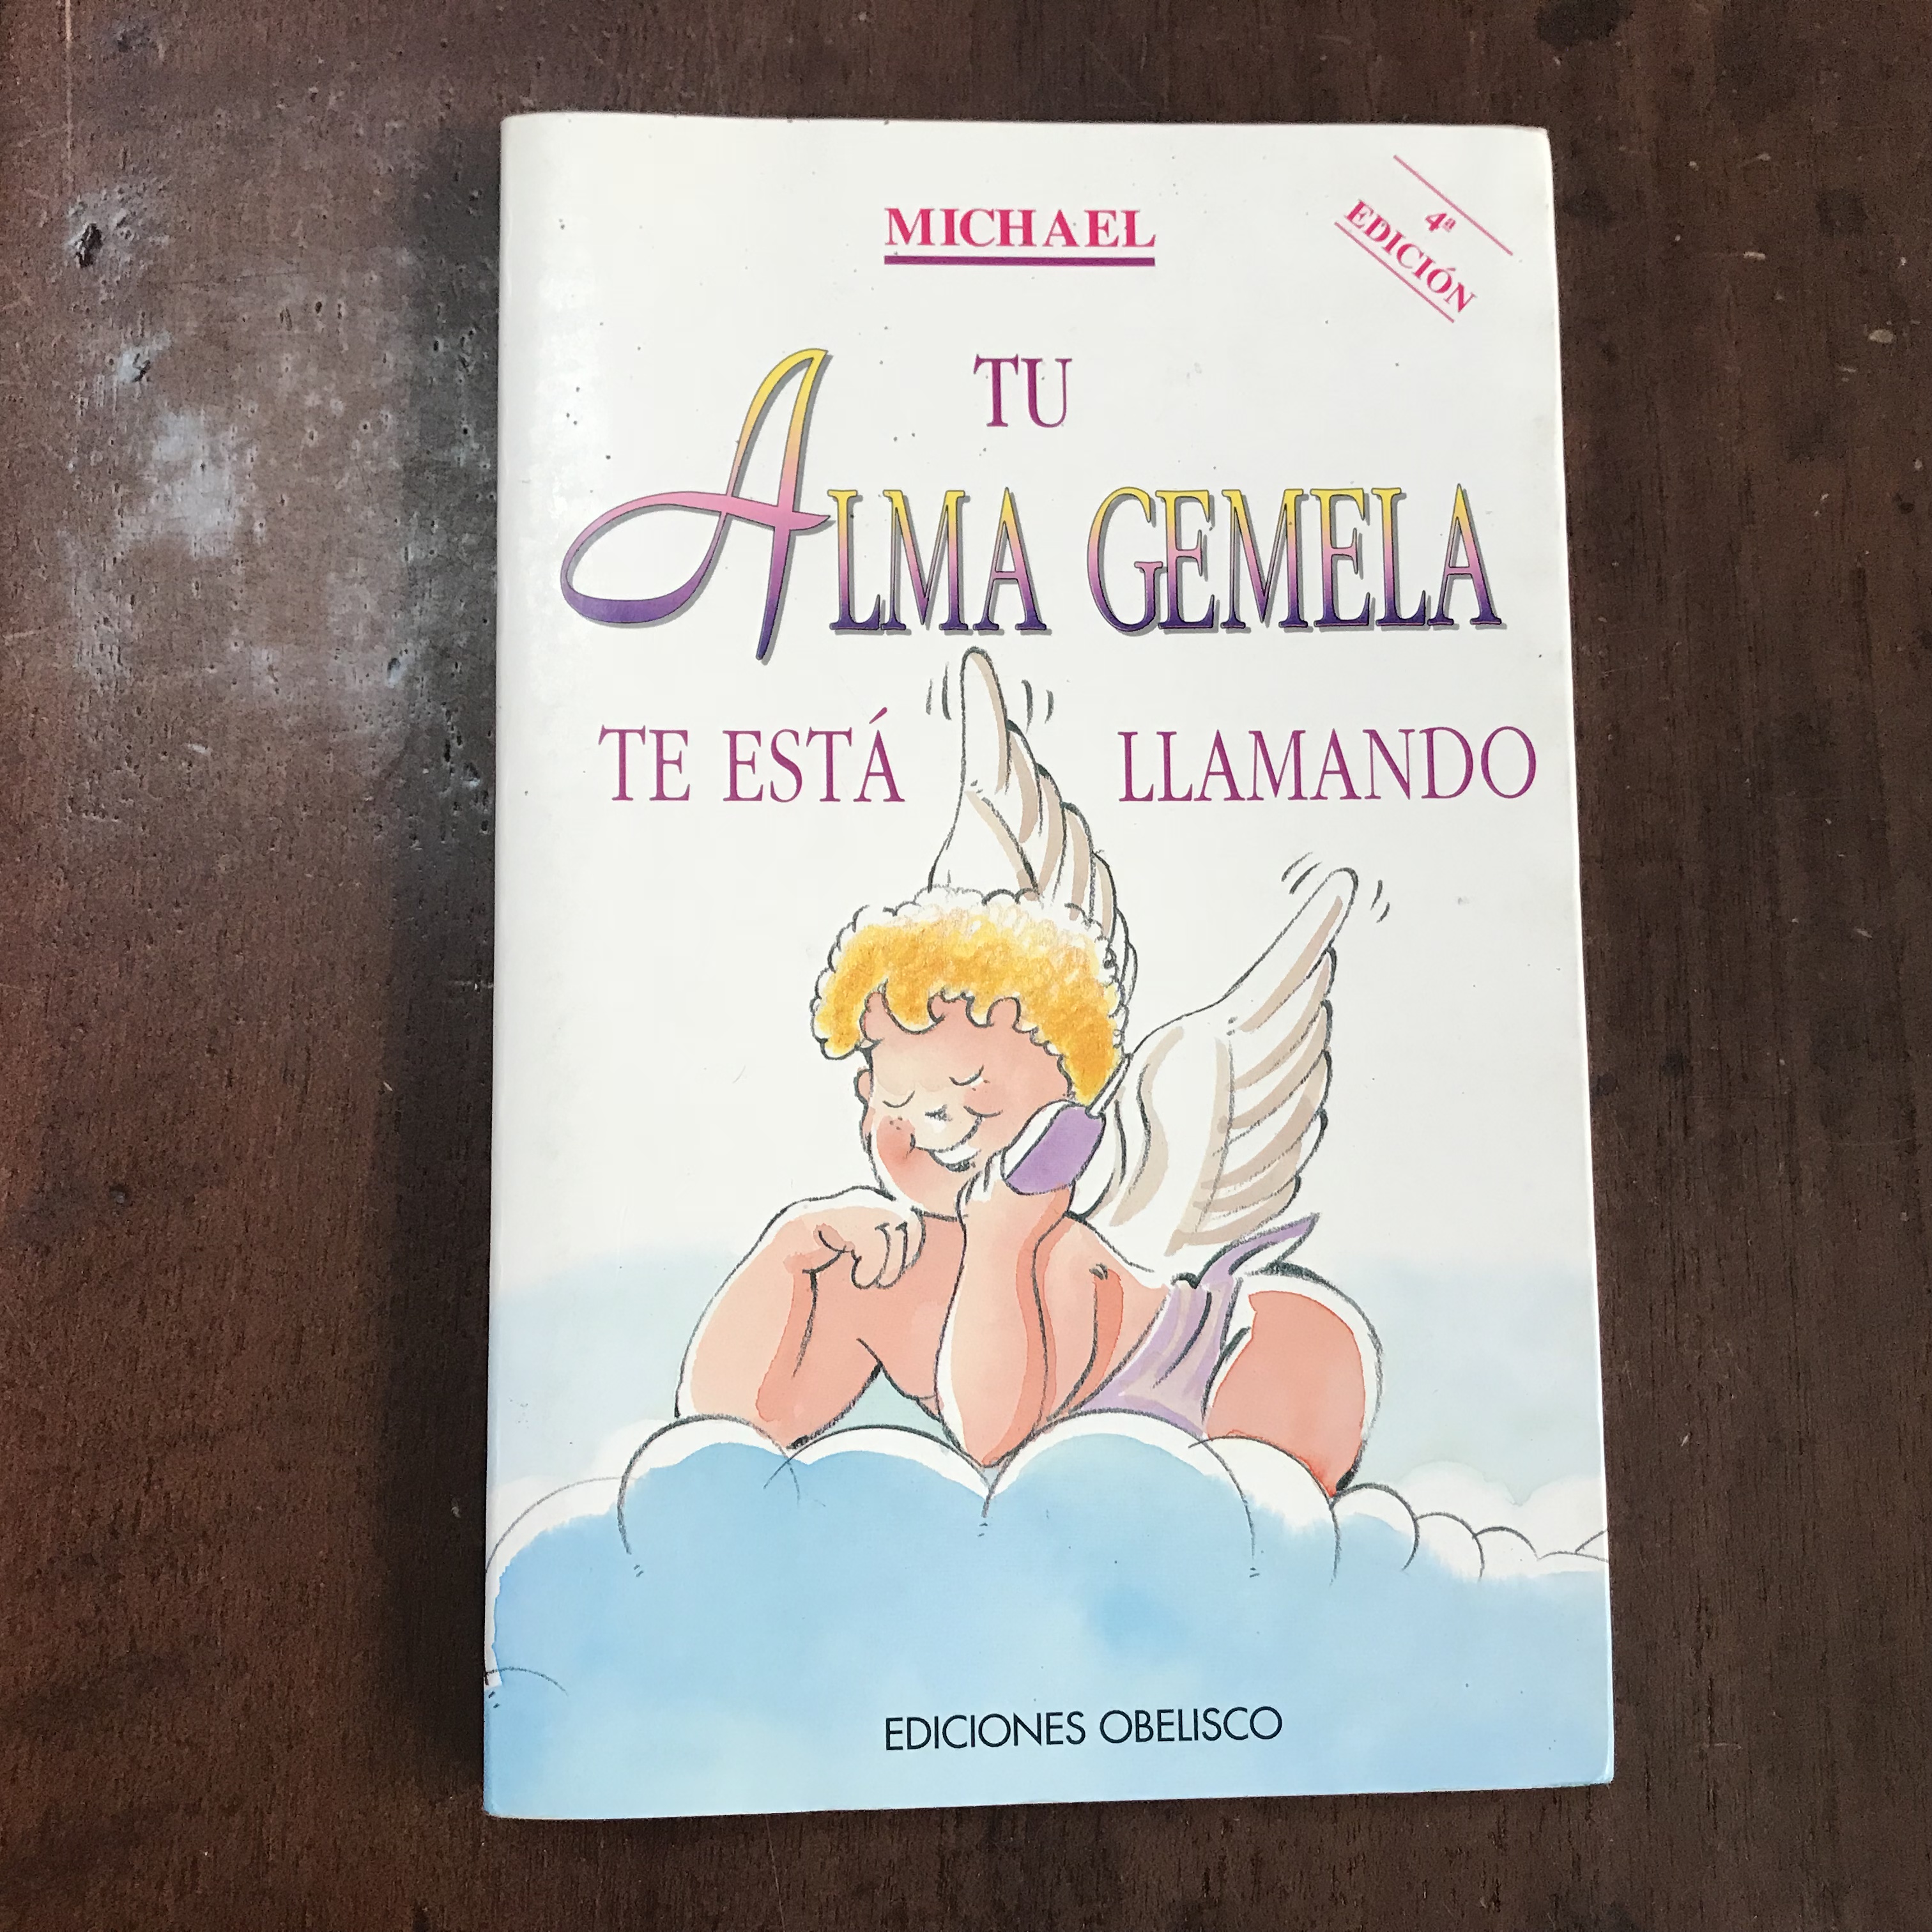 MICHAEL
4ª
EDICIÓN
TU
ALMA GEMELA
TE ESTÁ LLAMANDO
EDICIONES OBELISCO